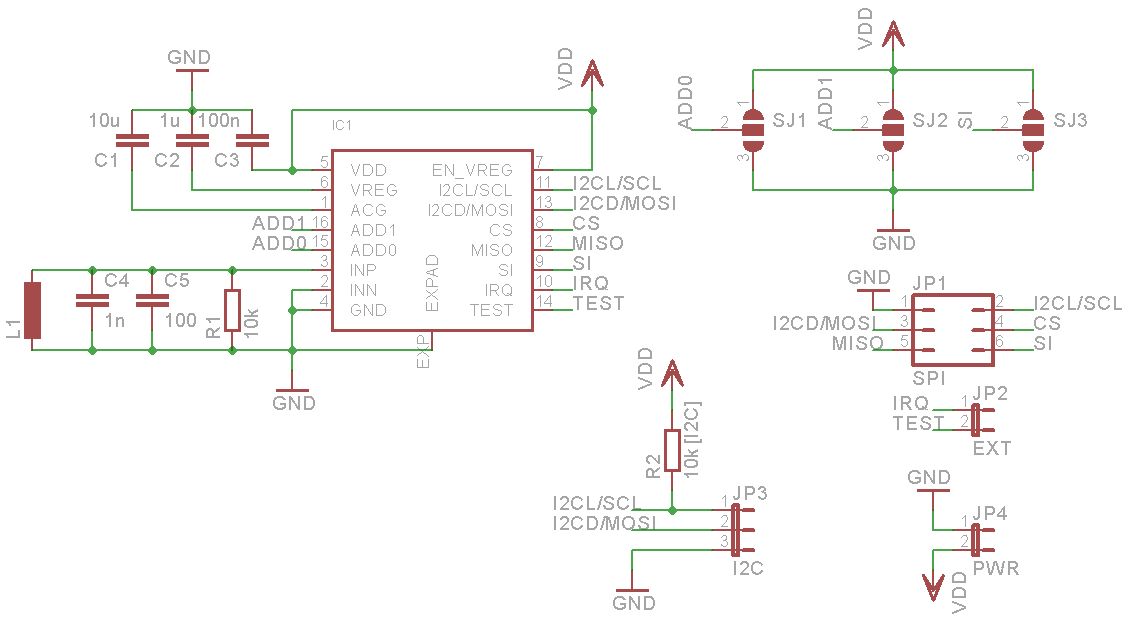 GND
10u
1u
100n
C1
C2
C3
VDD
IC1
5
VDD
EN_VREG
7
6
VREG
I2CL/SCL
11
I2CL/SCL
1
ACG
I2CD/MOSI
13
I2CD/MOSI
ADD1
16
ADD1
CS
8
CS
ADD0
15
ADD0
MISO
12
MISO
3
INP
SI
9
SI
2
INN
IRQ
10
IRQ
4
GND
TEST
14
TEST
EXPAD
EXP
L1
C4
1n
C5
100
R1
10k
GND
VDD
ADD0
2
1
3
SJ1
ADD1
2
1
3
SJ2
SI
2
1
3
SJ3
GND
GND
JP1
1
2
I2CL/SCL
I2CD/MOSI
3
4
CS
MISO
5
6
SI
SPI
JP2
IRQ
1
TEST
2
EXT
VDD
R2
10k [I2C]
JP3
I2CL/SCL
1
I2CD/MOSI
2
3
I2C
GND
GND
JP4
1
2
PWR
VDD